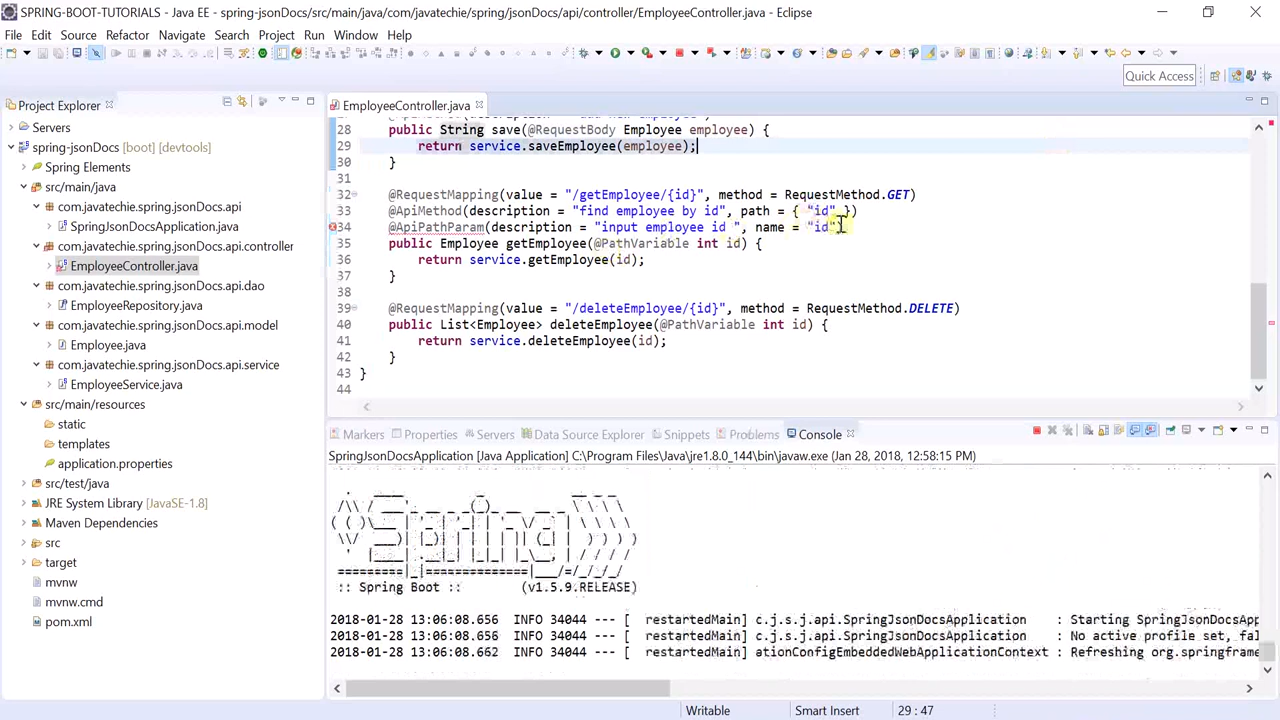 SPRING-BOOT-TUTORIALS - Java EE - spring-jsonDocs/src/main/java/com/javatechie/spring/jsonDocs/api/controller/EmployeeController.java - Eclipse
File Edit Source Refactor Navigate Search Project Run Window Help
Quick Access
Project Explorer
Servers
spring-jsonDocs [boot] [devtools]
Spring Elements
src/main/java
com.javatechie.spring.jsonDocs.api
SpringJsonDocsApplication.java
com.javatechie.spring.jsonDocs.api.controller
EmployeeController.java
com.javatechie.spring.jsonDocs.api.dao
EmployeeRepository.java
com.javatechie.spring.jsonDocs.api.model
Employee.java
com.javatechie.spring.jsonDocs.api.service
EmployeeService.java
src/main/resources
static
templates
application.properties
src/test/java
JRE System Library [JavaSE-1.8]
Maven Dependencies
src
target
mvnw
mvnw.cmd
pom.xml
EmployeeController.java
28 public String save(@RequestBody Employee employee) {
29 return service.saveEmployee(employee);
30 }
31
32 @RequestMapping(value = "/getEmployee/{id}", method = RequestMethod.GET)
33 @ApiMethod(description = "find employee by id", path = { "id" })
34 @ApiPathParam(description = "input employee id ", name = "id")
35 public Employee getEmployee(@PathVariable int id) {
36 return service.getEmployee(id);
37 }
38
39 @RequestMapping(value = "/deleteEmployee/{id}", method = RequestMethod.DELETE)
40 public List<Employee> deleteEmployee(@PathVariable int id) {
41 return service.deleteEmployee(id);
42 }
43 }
44
Markers Properties Servers Data Source Explorer Snippets Problems Console
SpringJsonDocsApplication [Java Application] C:\Program Files\Java\jre1.8.0_144\bin\javaw.exe (Jan 28, 2018, 12:58:15 PM)
:: Spring Boot :: (v1.5.9.RELEASE)
2018-01-28 13:06:08.656 INFO 34044 --- [ restartedMain] c.j.s.j.api.SpringJsonDocsApplication : Starting SpringJsonDocsApp
2018-01-28 13:06:08.656 INFO 34044 --- [ restartedMain] c.j.s.j.api.SpringJsonDocsApplication : No active profile set, fal
2018-01-28 13:06:08.662 INFO 34044 --- [ restartedMain] ationConfigEmbeddedWebApplicationContext : Refreshing org.springframe
Writable Smart Insert 29 : 47